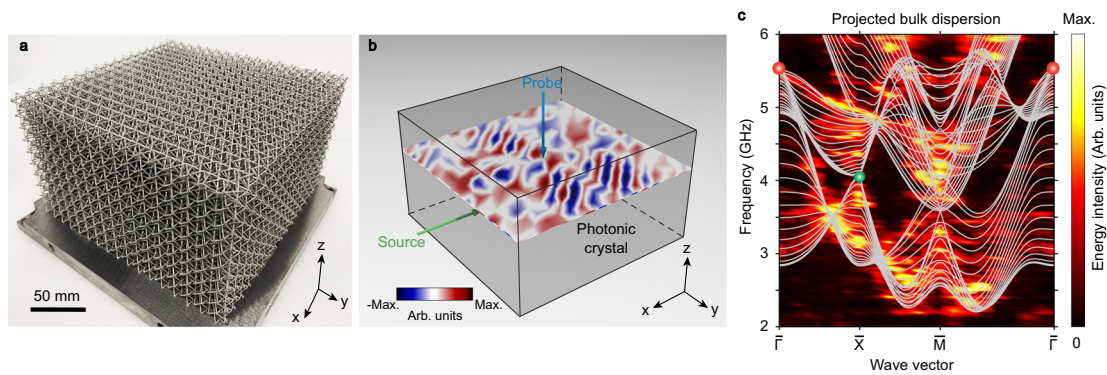 a
50 mm
z
x
y
b
Probe
Source
Photonic
crystal
-Max.
Max.
Arb. units
z
x
y
c
Projected bulk dispersion
Max.
6
5
4
3
2
Frequency (GHz)
Γ̅
X̅
M̅
Γ̅
Wave vector
Energy intensity (Arb. units)
0